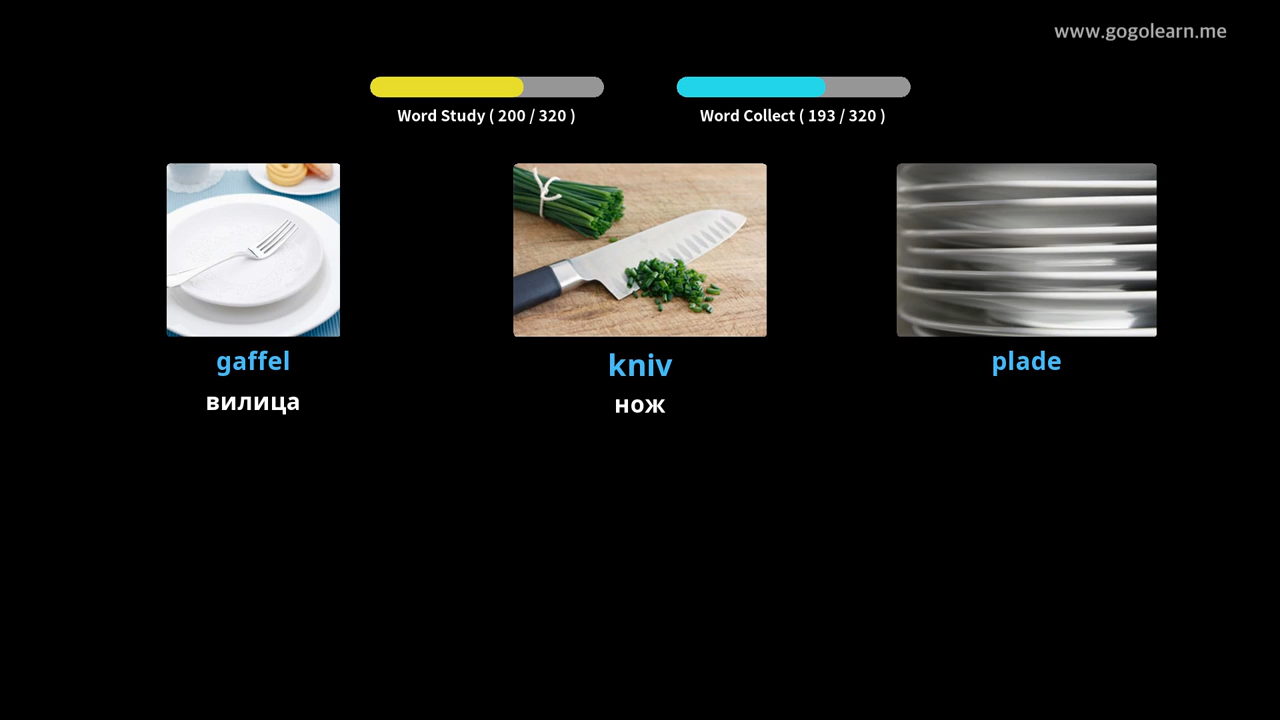 www.gogolearn.me
Word Study ( 200 / 320 )
Word Collect ( 193 / 320 )
gaffel
kniv
plade
вилица
нож